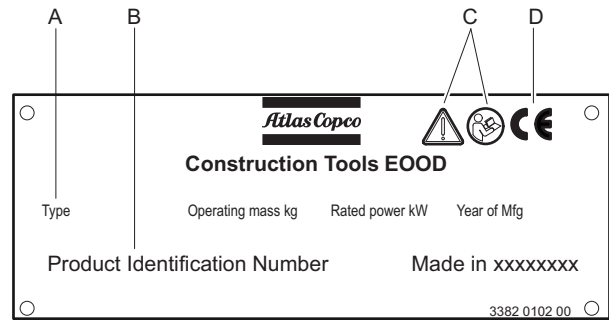 A B C D
Atlas Copco
CE
Construction Tools EOOD
Type Operating mass kg Rated power kW Year of Mfg
Product Identification Number Made in xxxxxxxx
3382 0102 00